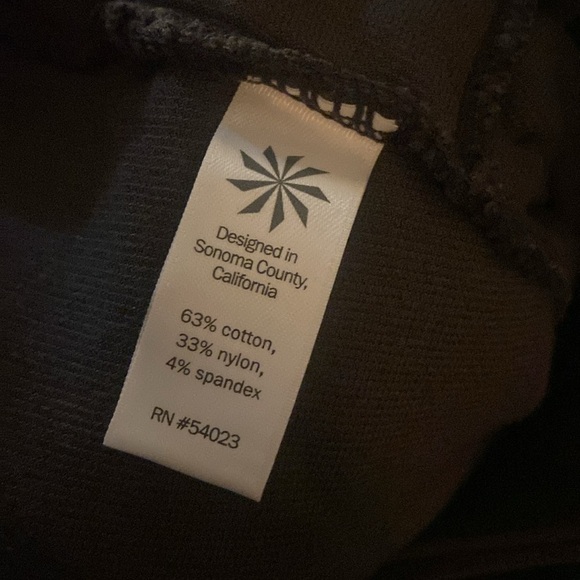 Designed in
Sonoma County,
California
63% cotton,
33% nylon,
4% spandex
RN #54023